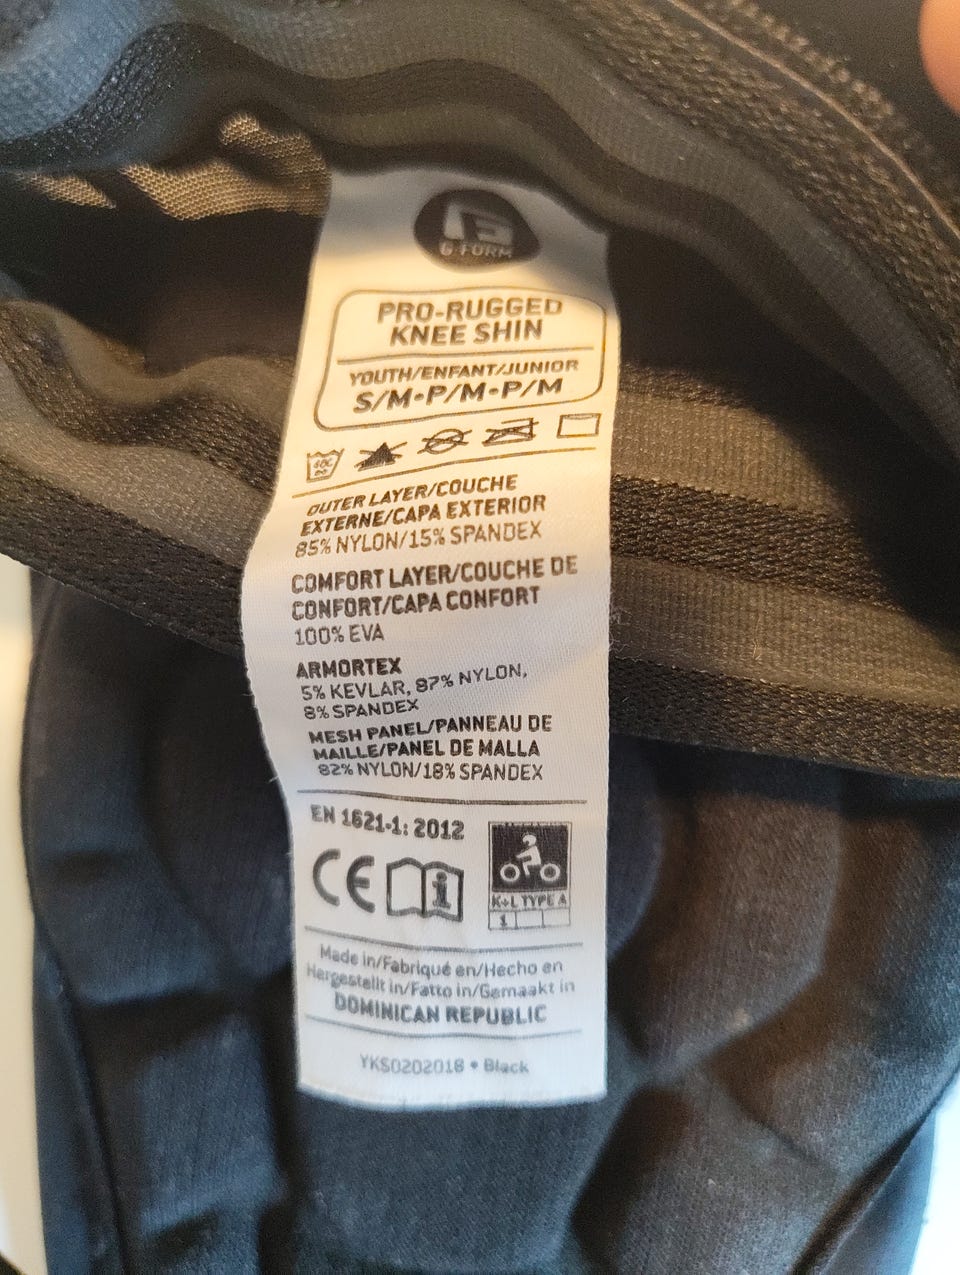 G-FORM
PRO-RUGGED
KNEE SHIN
YOUTH/ENFANT/JUNIOR
S/M•P/M•P/M
OUTER LAYER/COUCHE
EXTERNE/CAPA EXTERIOR
85% NYLON/15% SPANDEX
COMFORT LAYER/COUCHE DE
CONFORT/CAPA CONFORT
100% EVA
ARMORTEX
5% KEVLAR, 87% NYLON,
8% SPANDEX
MESH PANEL/PANNEAU DE
MAILLE/PANEL DE MALLA
82% NYLON/18% SPANDEX
EN 1621-1: 2012
CE
i
K+L TYPE A
1
Made in/Fabriqué en/Hecho en
Hergestellt in/Fatto in/Gemaakt in
DOMINICAN REPUBLIC
YKS0202018 • Black